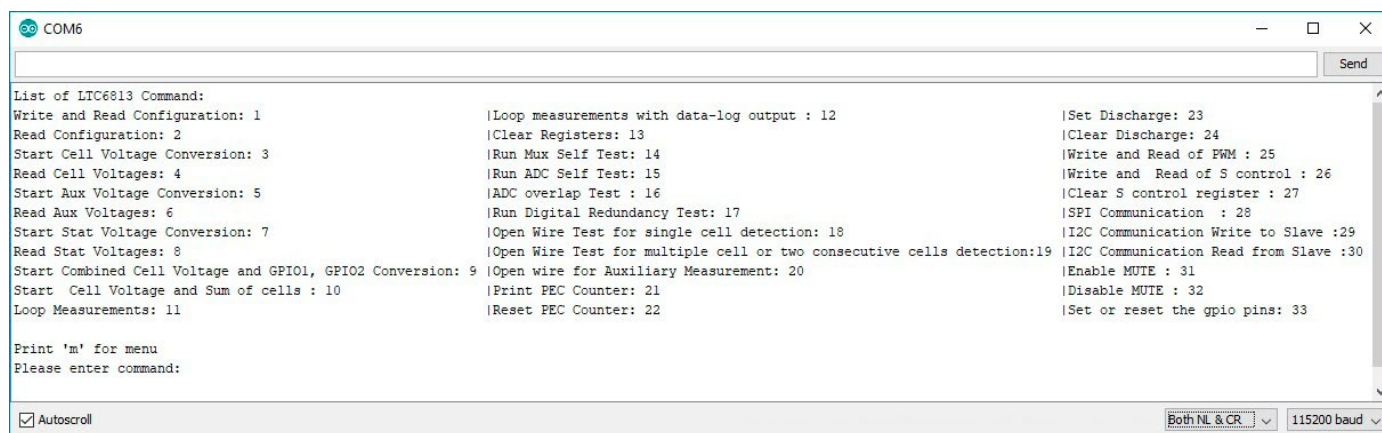 COM6
Send
List of LTC6813 Command:
Write and Read Configuration: 1 |Loop measurements with data-log output : 12 |Set Discharge: 23
Read Configuration: 2 |Clear Registers: 13 |Clear Discharge: 24
Start Cell Voltage Conversion: 3 |Run Mux Self Test: 14 |Write and Read of PWM : 25
Read Cell Voltages: 4 |Run ADC Self Test: 15 |Write and  Read of S control : 26
Start Aux Voltage Conversion: 5 |ADC overlap Test : 16 |Clear S control register : 27
Read Aux Voltages: 6 |Run Digital Redundancy Test: 17 |SPI Communication  : 28
Start Stat Voltage Conversion: 7 |Open Wire Test for single cell detection: 18 |I2C Communication Write to Slave :29
Read Stat Voltages: 8 |Open Wire Test for multiple cell or two consecutive cells detection:19 |I2C Communication Read from Slave :30
Start Combined Cell Voltage and GPIO1, GPIO2 Conversion: 9 |Open wire for Auxiliary Measurement: 20 |Enable MUTE : 31
Start  Cell Voltage and Sum of cells : 10 |Print PEC Counter: 21 |Disable MUTE : 32
Loop Measurements: 11 |Reset PEC Counter: 22 |Set or reset the gpio pins: 33
Print 'm' for menu
Please enter command:
Autoscroll Both NL & CR 115200 baud